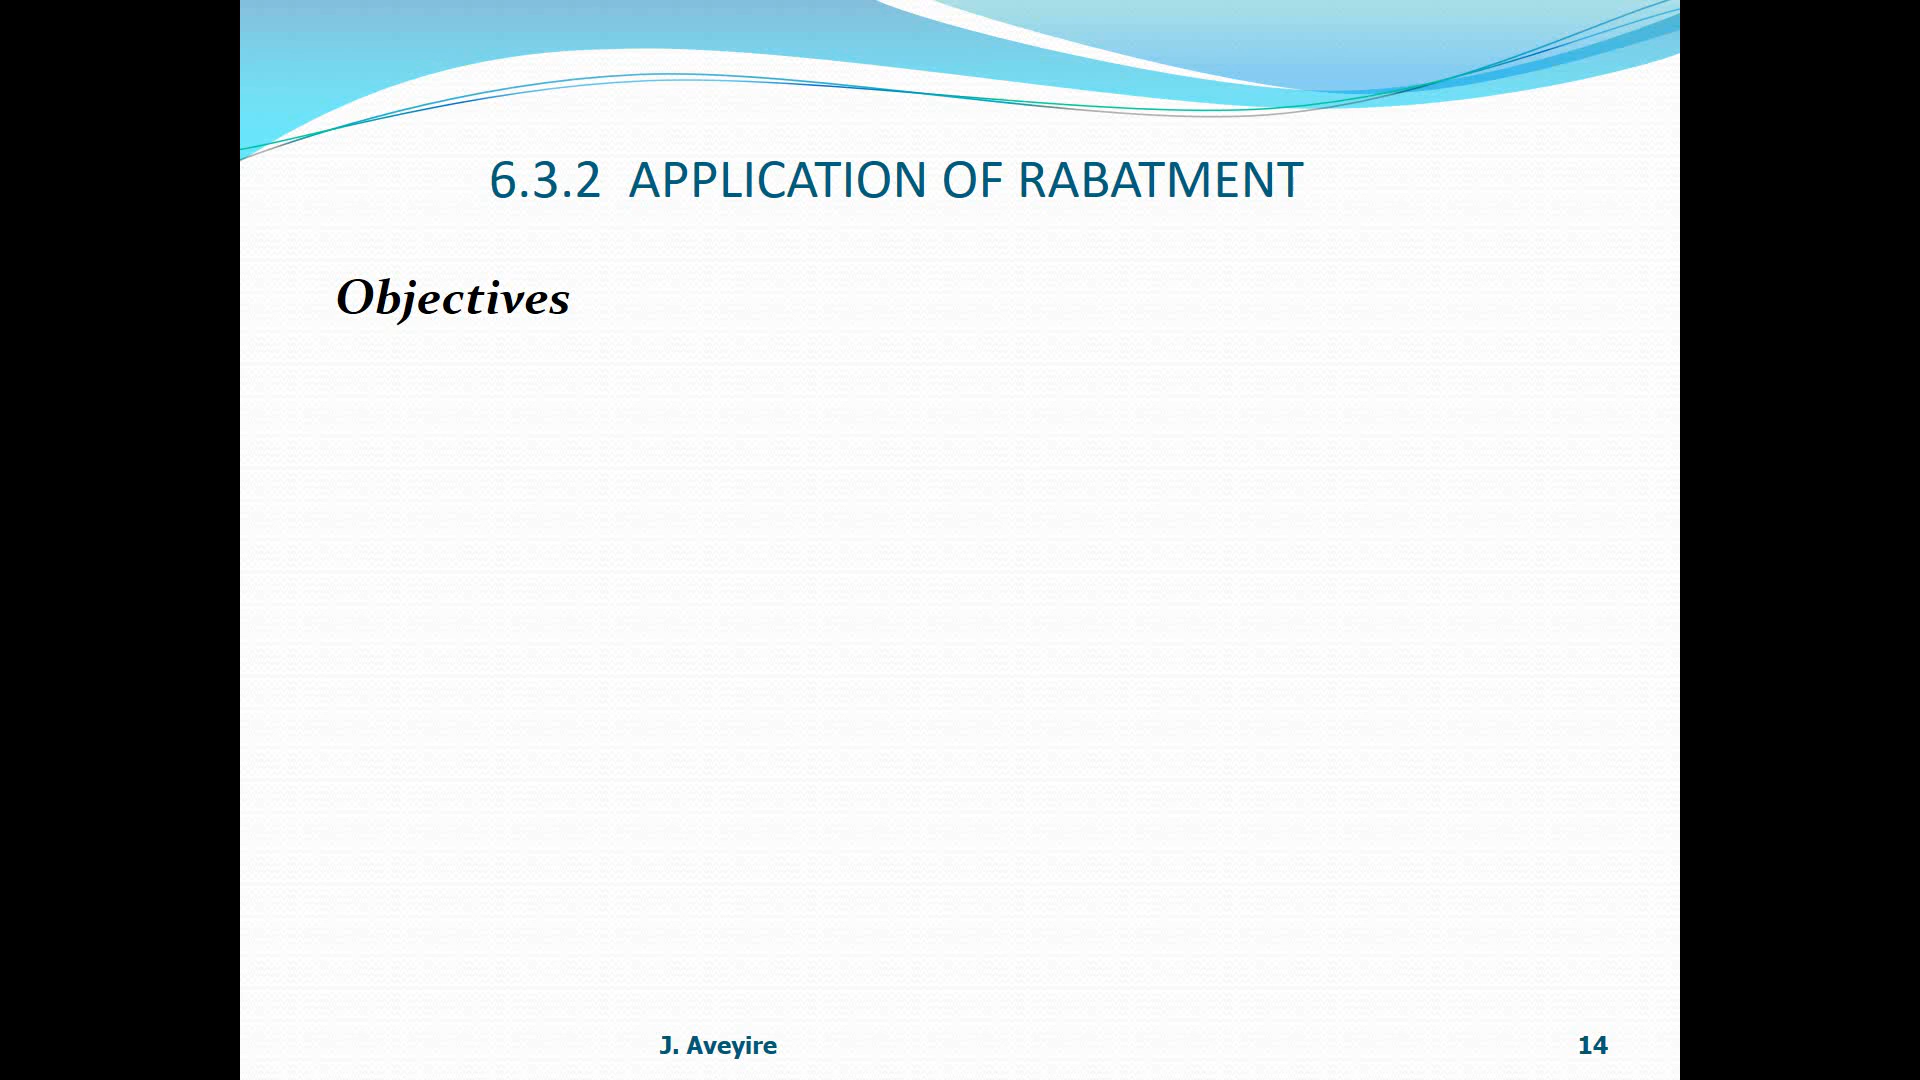 6.3.2 APPLICATION OF RABATMENT
Objectives
J. Aveyire
14